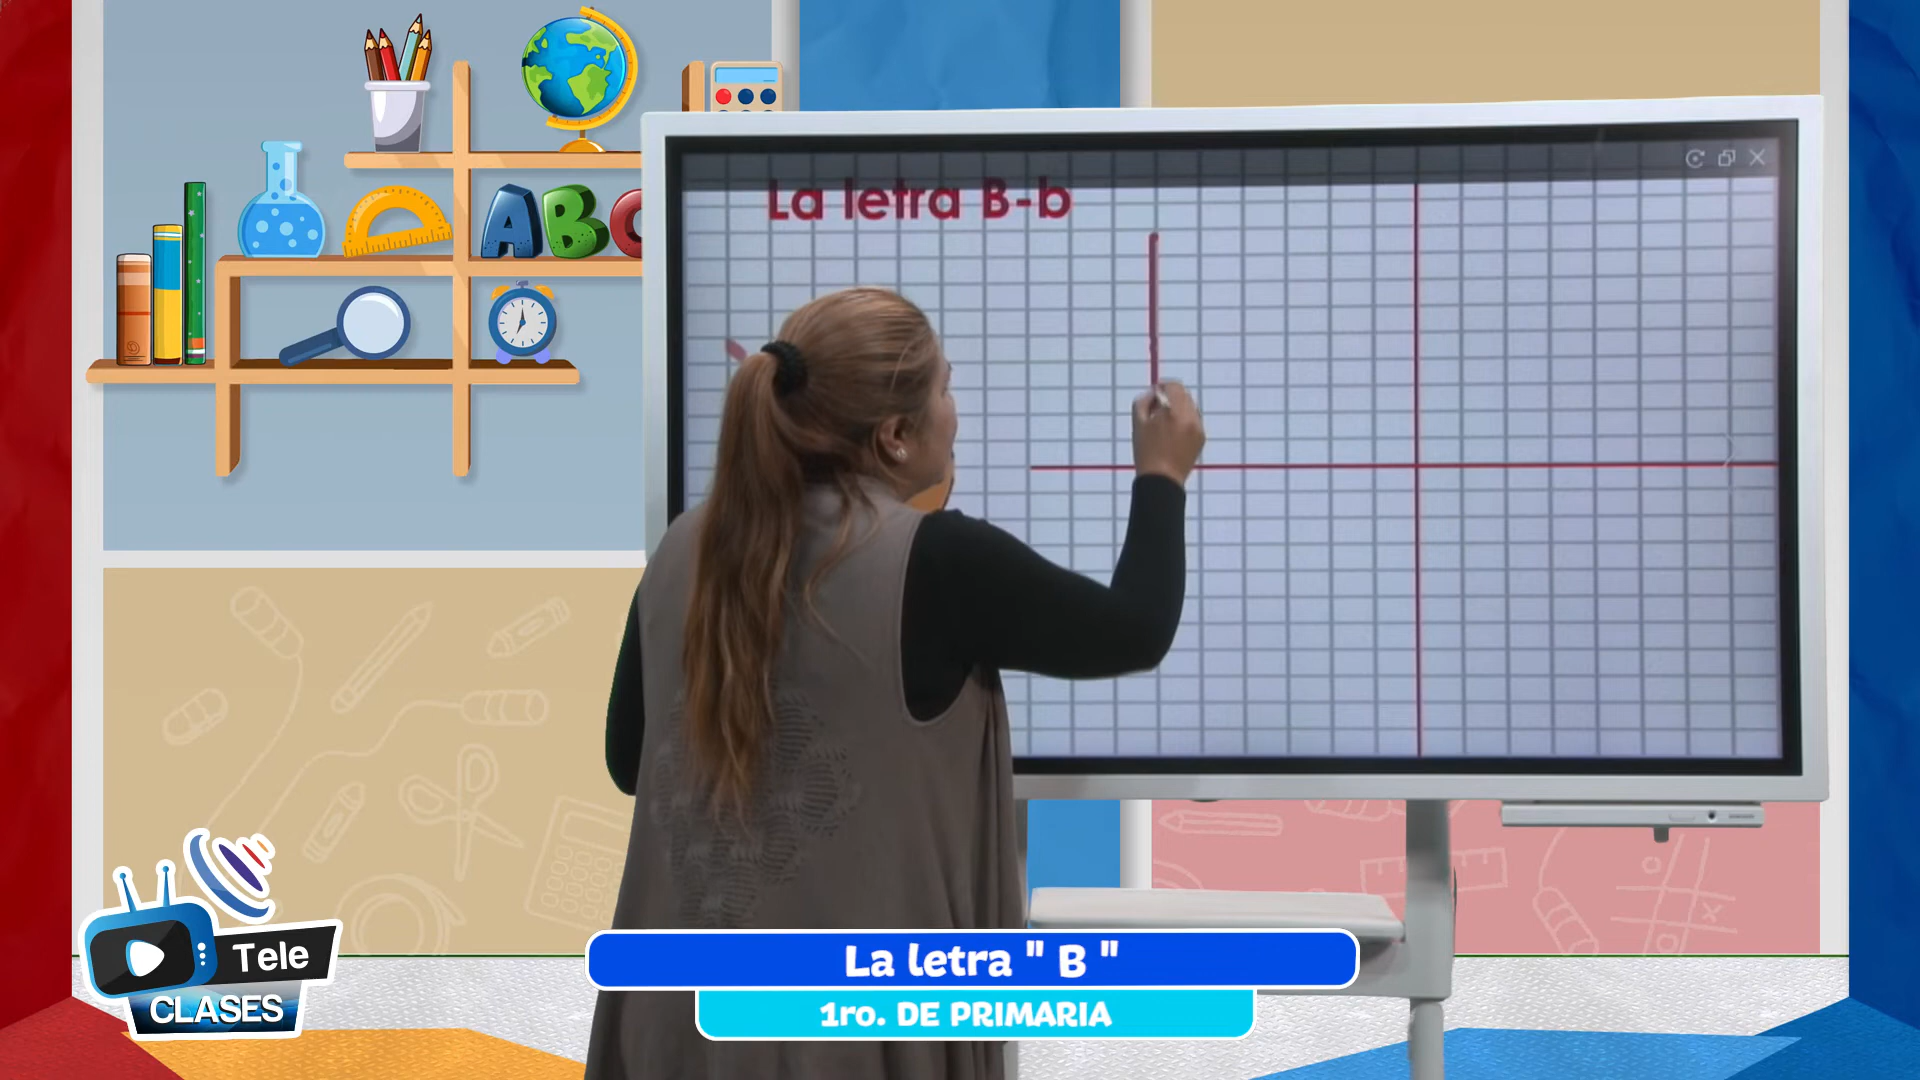 ABC
La letra B-b
Tele
CLASES
La letra " B "
1ro. DE PRIMARIA